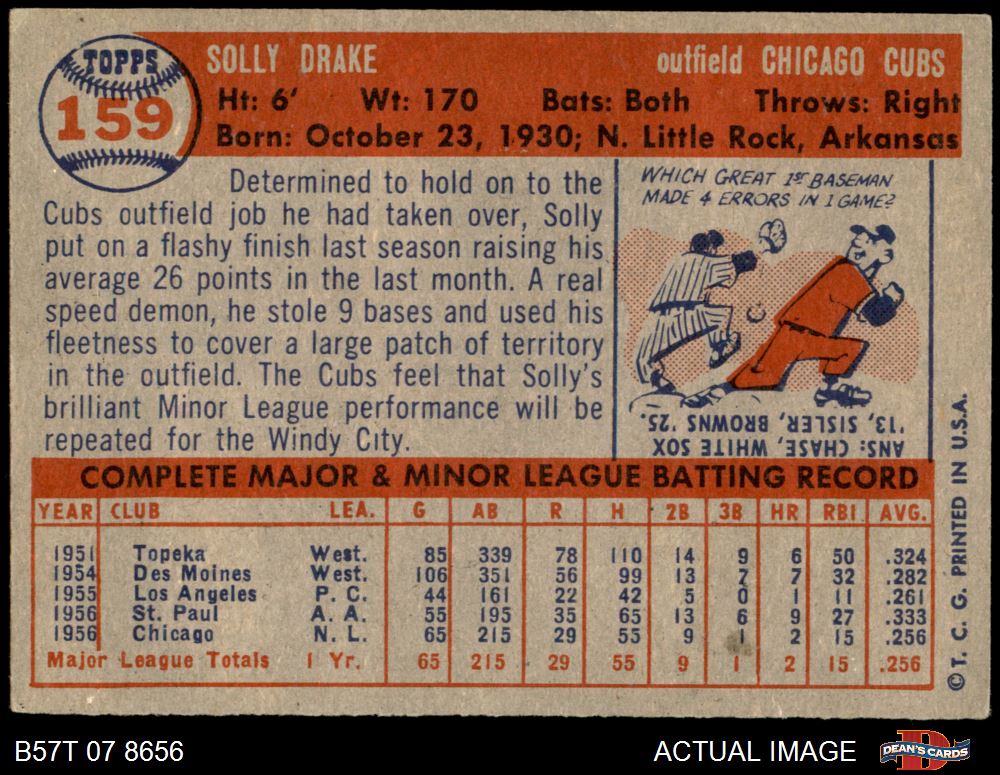 TOPPS
159
SOLLY DRAKE outfield CHICAGO CUBS
Ht: 6' Wt: 170 Bats: Both Throws: Right
Born: October 23, 1930; N. Little Rock, Arkansas
Determined to hold on to the
Cubs outfield job he had taken over, Solly
put on a flashy finish last season raising his
average 26 points in the last month. A real
speed demon, he stole 9 bases and used his
fleetness to cover a large patch of territory
in the outfield. The Cubs feel that Solly's
brilliant Minor League performance will be
repeated for the Windy City.
WHICH GREAT 1ST BASEMAN
MADE 4 ERRORS IN 1 GAME?
ANS: CHASE, WHITE SOX
'13, SISLER, BROWNS '25.
COMPLETE MAJOR & MINOR LEAGUE BATTING RECORD
YEAR CLUB LEA. G AB R H 2B 3B HR RBI AVG.
1951 Topeka West. 85 339 78 110 14 9 6 50 .324
1954 Des Moines West. 106 351 56 99 13 7 7 32 .282
1955 Los Angeles P. C. 44 161 22 42 5 0 1 11 .261
1956 St. Paul A. A. 55 195 35 65 13 6 9 27 .333
1956 Chicago N. L. 65 215 29 55 9 1 2 15 .256
Major League Totals 1 Yr. 65 215 29 55 9 1 2 15 .256
© T. C. G. PRINTED IN U.S.A.
B57T 07 8656 ACTUAL IMAGE
D
DEAN'S CARDS